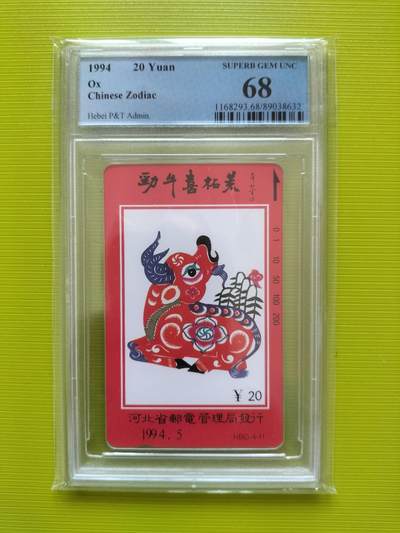 1994 20 Yuan
Ox
Chinese Zodiac
Hebei P&T Admin.
SUPERB GEM UNC
68
1168293.68/89038632
勁牛喜拓荒
0 1 10 50 100 200
¥ 20
河北省郵電管理局發行
1994.5